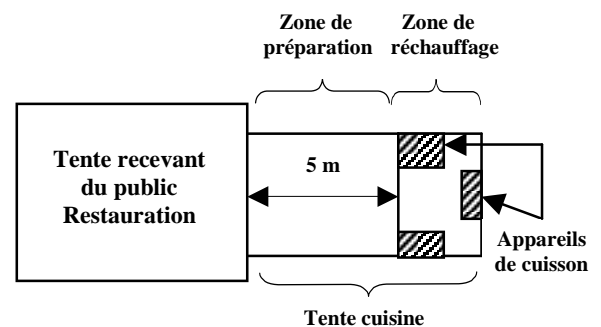 Zone de
préparation
Zone de
réchauffage
Tente recevant
du public
Restauration
5 m
Appareils
de cuisson
Tente cuisine